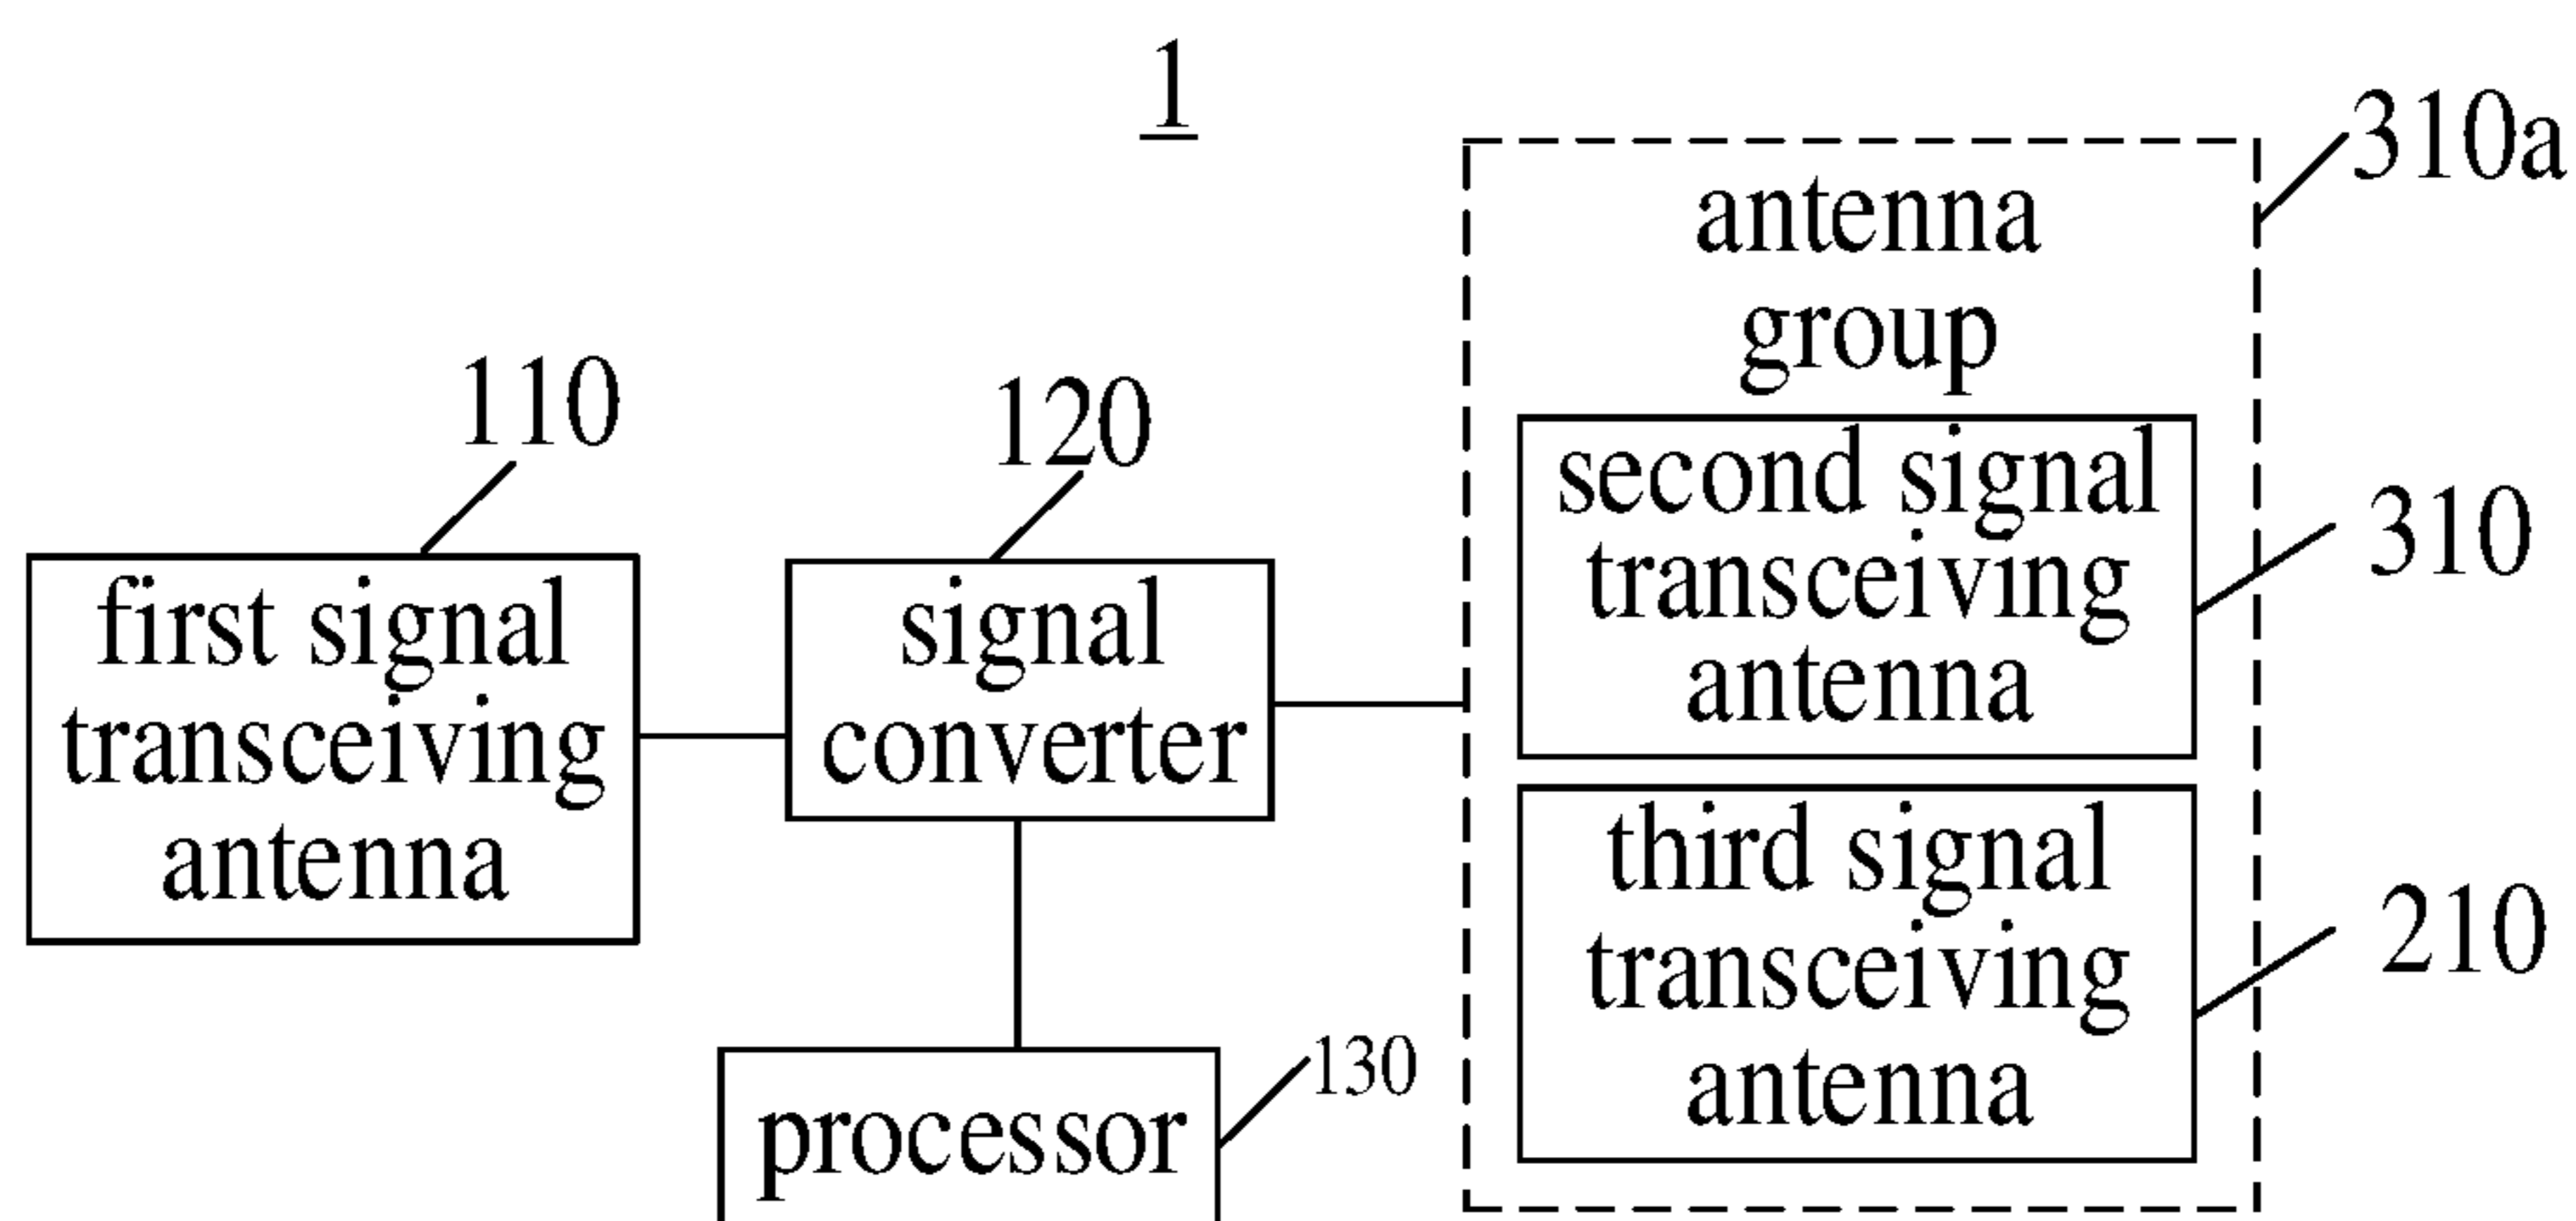 1
310a
antenna
group
110
120
second signal
transceiving
antenna
310
first signal
transceiving
antenna
signal
converter
third signal
transceiving
antenna
210
130
processor